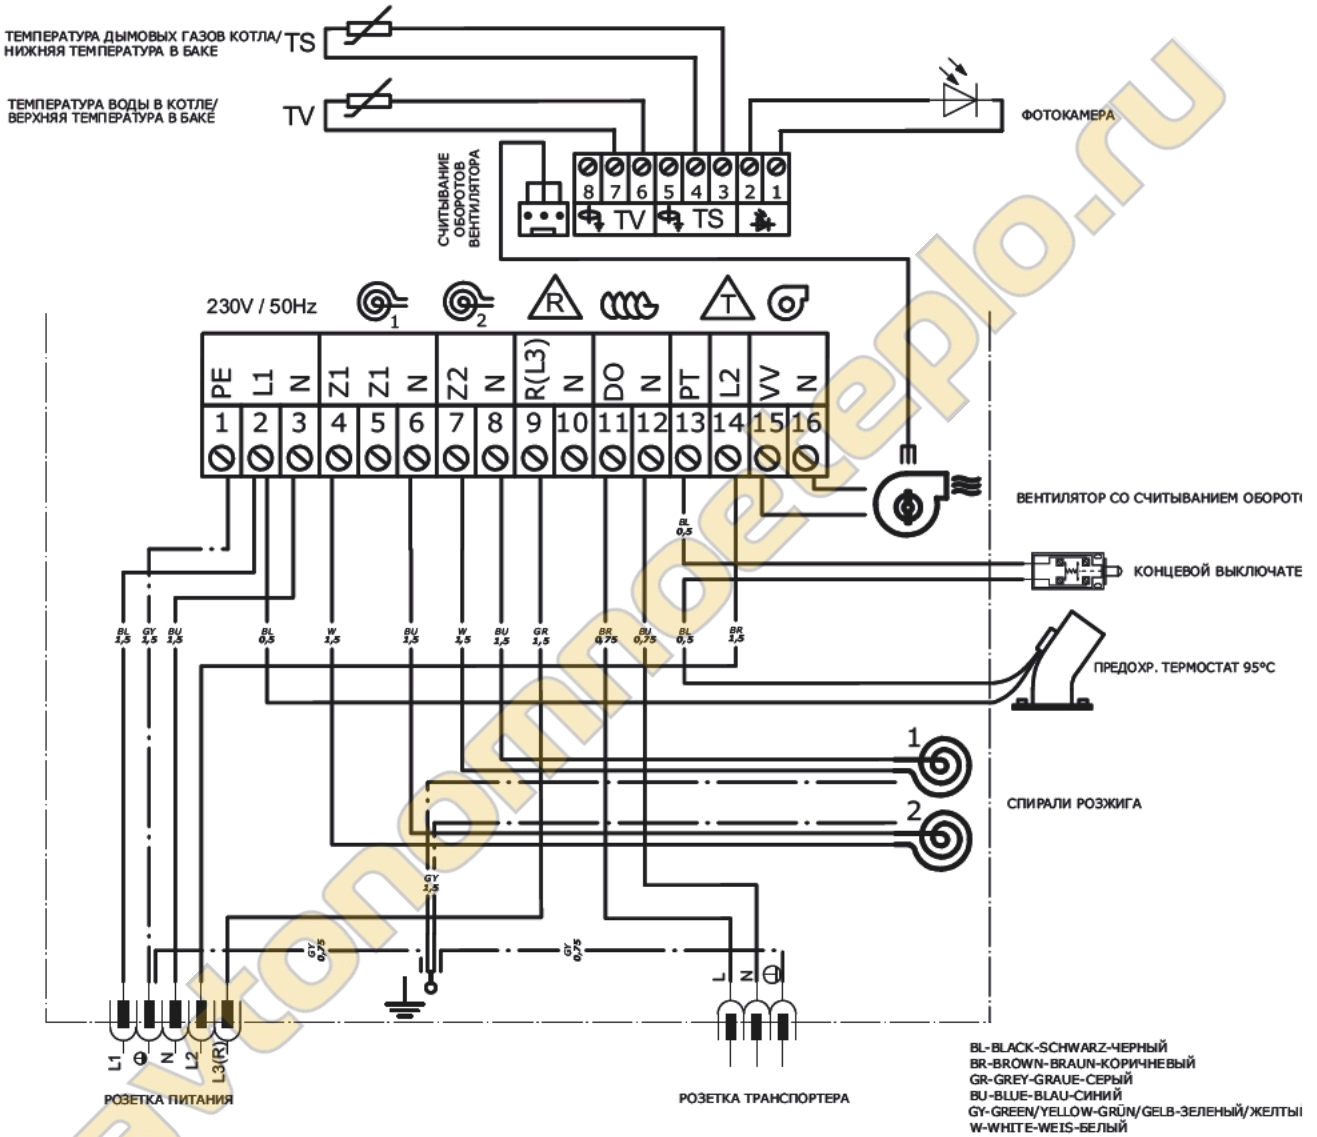 ТЕМПЕРАТУРА ДЫМОВЫХ ГАЗОВ КОТЛА/
НИЖНЯЯ ТЕМПЕРАТУРА В БАКЕ
TS
ТЕМПЕРАТУРА ВОДЫ В КОТЛЕ/
ВЕРХНЯЯ ТЕМПЕРАТУРА В БАКЕ
TV
ФОТОКАМЕРА
СЧИТЫВАНИЕ
ОБОРОТОВ
ВЕНТИЛЯТОРА
8 7 6 5 4 3 2 1
TV TS
230V / 50Hz
1
2
R
T
PE L1 N Z1 Z1 N Z2 N R(L3) N DO N PT L2 VV N
1 2 3 4 5 6 7 8 9 10 11 12 13 14 15 16
ВЕНТИЛЯТОР СО СЧИТЫВАНИЕМ ОБОРОТ
BL
0,5
КОНЦЕВОЙ ВЫКЛЮЧАТЕ
BL GY BU BL W BU W BU GR BR BU BL BR
1,5 1,5 1,5 0,5 1,5 1,5 1,5 1,5 1,5 0,75 0,75 0,5 1,5
ПРЕДОХР. ТЕРМОСТАТ 95°C
1
СПИРАЛИ РОЗЖИГА
2
GY
1,5
GY
0,75
GY
0,75
L N
L1 N L2 L3(R)
РОЗЕТКА ПИТАНИЯ
РОЗЕТКА ТРАНСПОРТЕРА
BL-BLACK-SCHWARZ-ЧЕРНЫЙ
BR-BROWN-BRAUN-КОРИЧНЕВЫЙ
GR-GREY-GRAUE-СЕРЫЙ
BU-BLUE-BLAU-СИНИЙ
GY-GREEN/YELLOW-GRÜN/GELB-ЗЕЛЕНЫЙ/ЖЕЛТЫ
W-WHITE-WEIS-БЕЛЫЙ
avtonomnoeteplo.ru